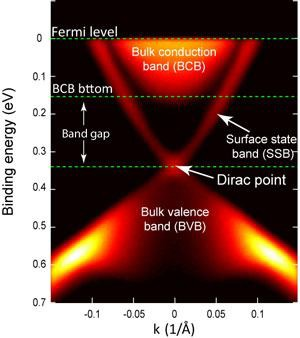 Fermi level
0
Bulk conduction
band (BCB)
0.1
BCB bttom
0.2
Band gap
Surface state
band (SSB)
0.3
Dirac point
0.4
Bulk valence
band (BVB)
0.5
0.6
0.7
-0.1
-0.05
0
0.05
0.1
k (1/Å)
Binding energy (eV)